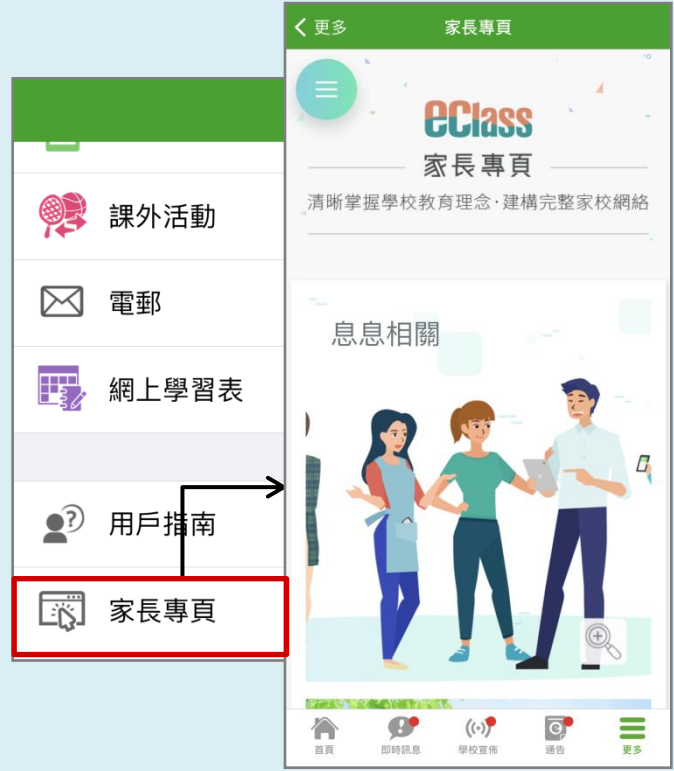 課外活動
電郵
網上學習表
用戶指南
家長專頁
更多
家長專頁
eClass
家長專頁
清晰掌握學校教育理念·建構完整家校網絡
息息相關
首頁
即時訊息
學校宣佈
通告
更多